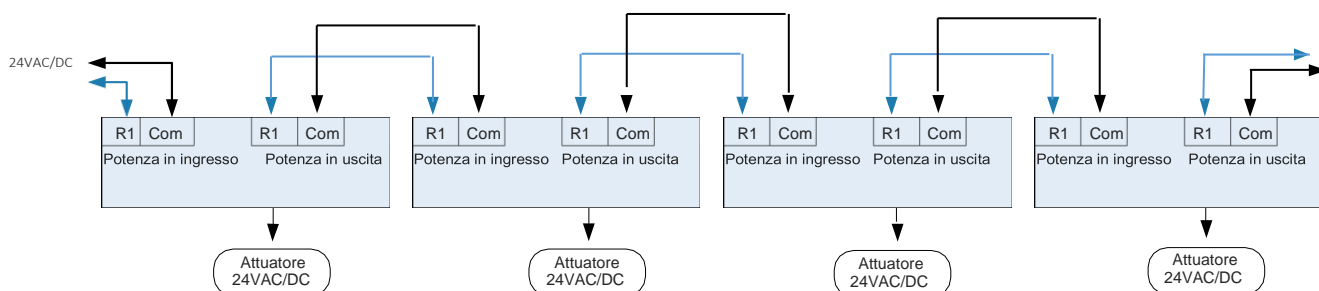 24VAC/DC
R1 Com R1 Com
Potenza in ingresso Potenza in uscita
R1 Com R1 Com
Potenza in ingresso Potenza in uscita
R1 Com R1 Com
Potenza in ingresso Potenza in uscita
R1 Com R1 Com
Potenza in ingresso Potenza in uscita
Attuatore
24VAC/DC
Attuatore
24VAC/DC
Attuatore
24VAC/DC
Attuatore
24VAC/DC